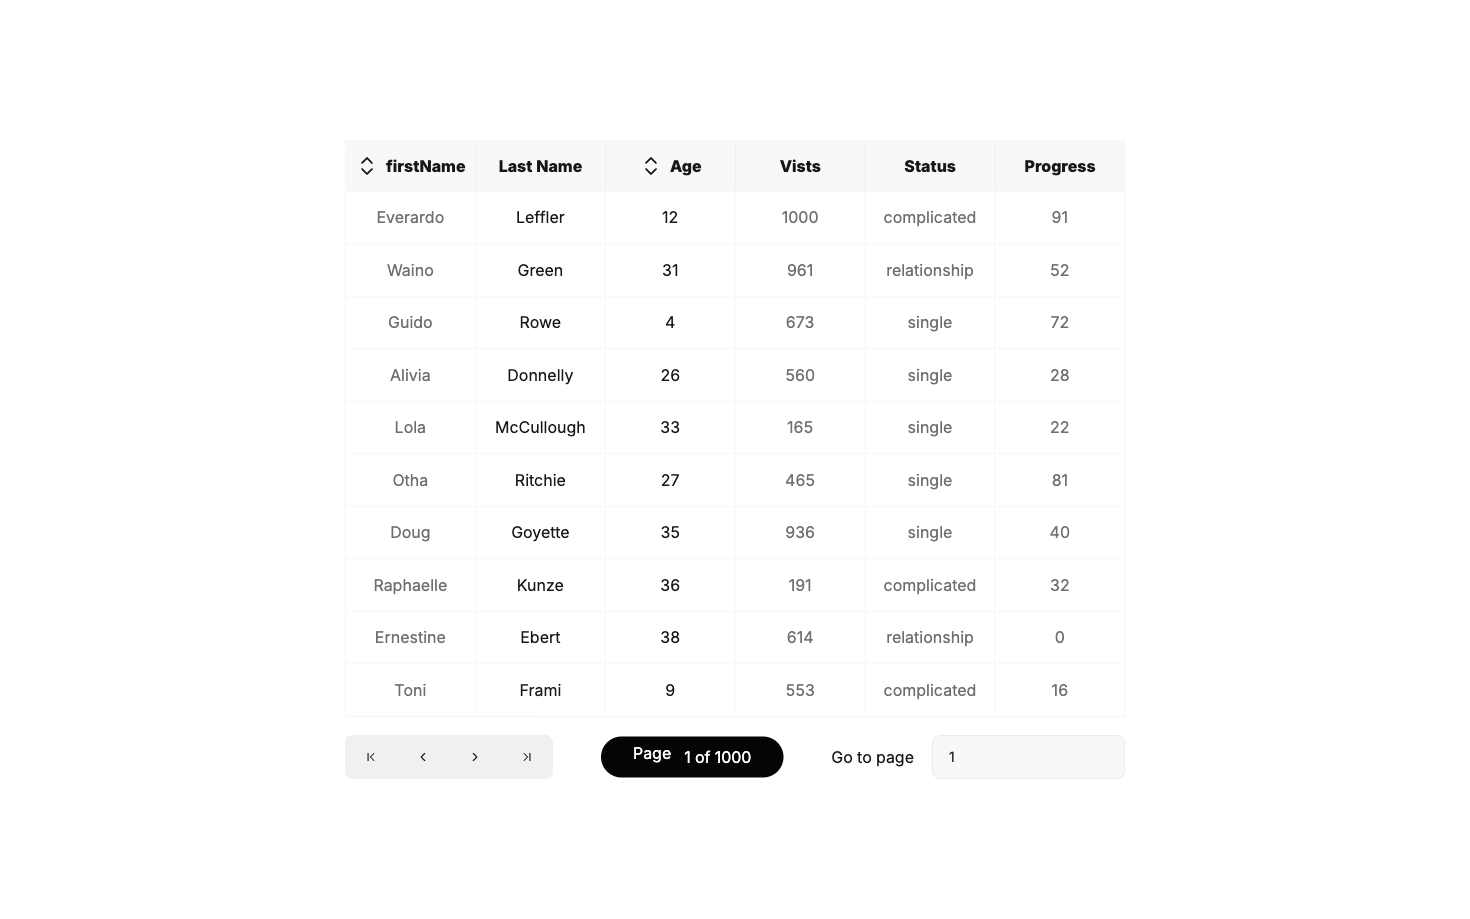 firstName Last Name Age Vists Status Progress
Everardo Leffler 12 1000 complicated 91
Waino Green 31 961 relationship 52
Guido Rowe 4 673 single 72
Alivia Donnelly 26 560 single 28
Lola McCullough 33 165 single 22
Otha Ritchie 27 465 single 81
Doug Goyette 35 936 single 40
Raphaelle Kunze 36 191 complicated 32
Ernestine Ebert 38 614 relationship 0
Toni Frami 9 553 complicated 16
Page 1 of 1000 Go to page 1